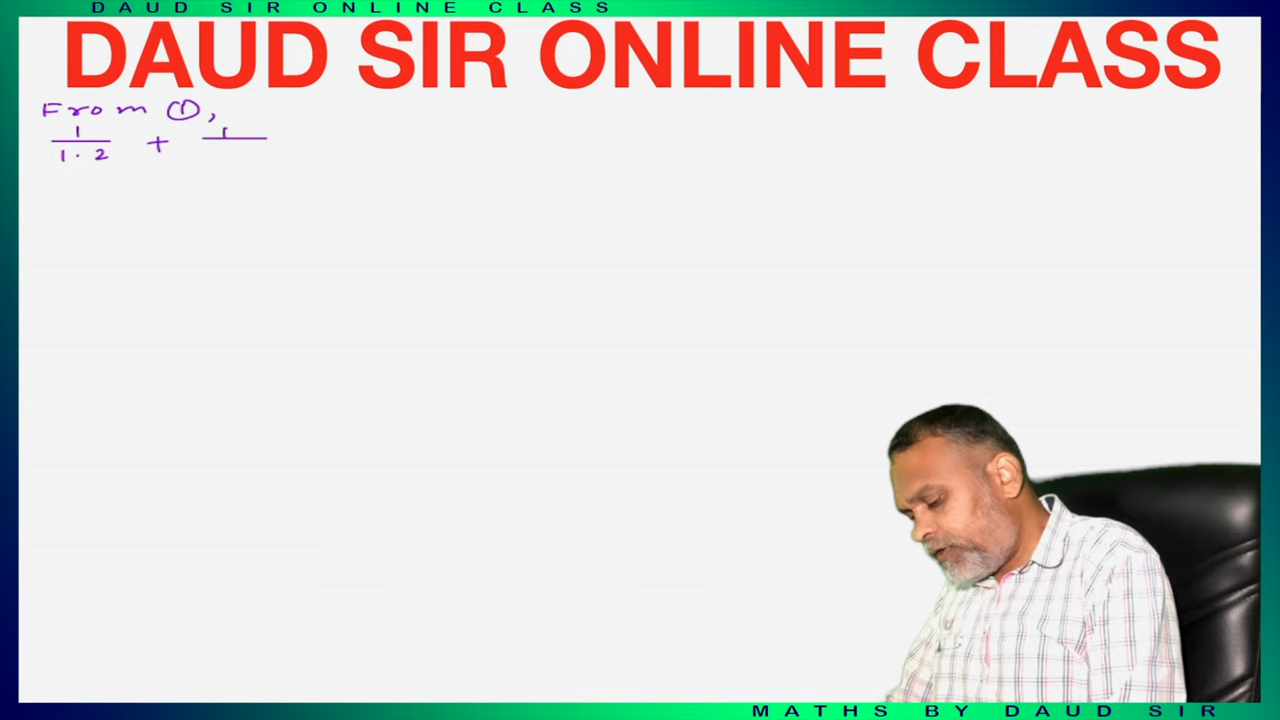 DAUD SIR ONLINE CLASS
DAUD SIR ONLINE CLASS
From ①,
1/1·2 + 1/
MATHS BY DAUD SIR